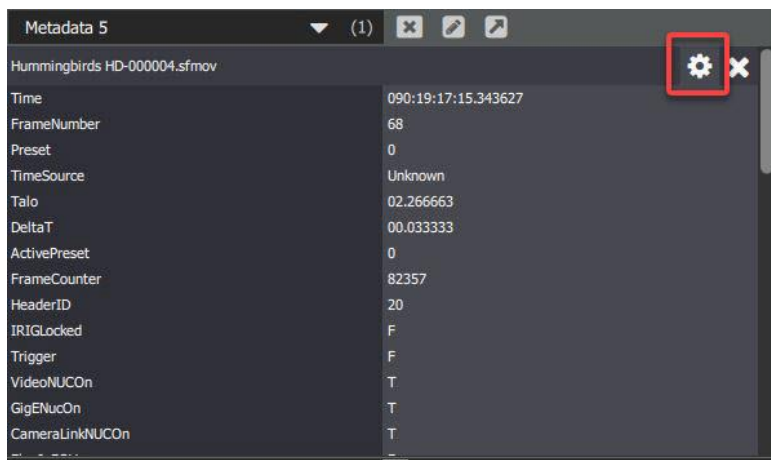 Metadata 5 (1)
Hummingbirds HD-000004.sfmov
Time 090:19:17:15.343627
FrameNumber 68
Preset 0
TimeSource Unknown
Talo 02.266663
DeltaT 00.033333
ActivePreset 0
FrameCounter 82357
HeaderID 20
IRIGLocked F
Trigger F
VideoNUCOn T
GigENucOn T
CameraLinkNUCOn T